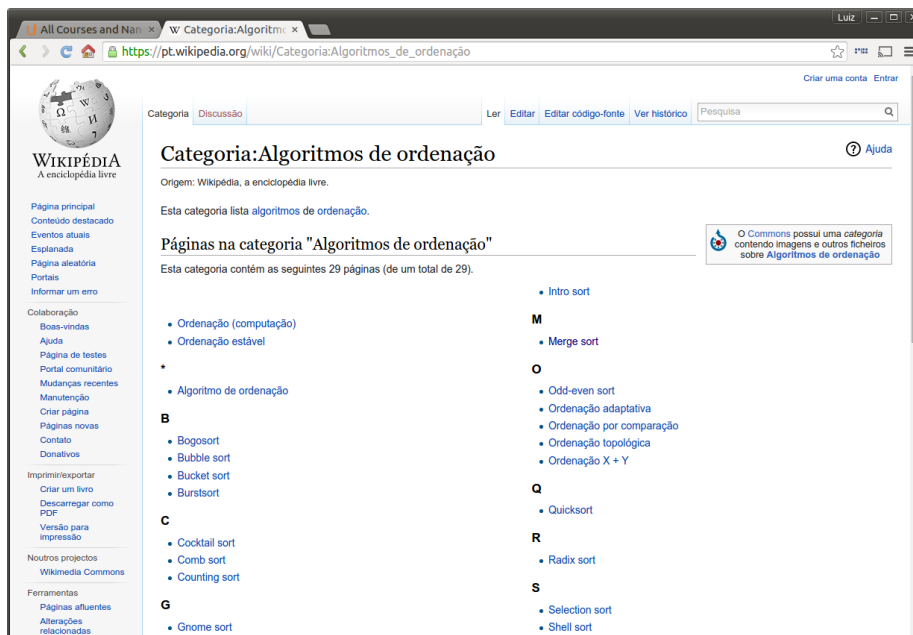 Luiz
All Courses and Nan
W Categoria:Algoritmo
https://pt.wikipedia.org/wiki/Categoria:Algoritmos_de_ordenação
Criar uma conta Entrar
Categoria Discussão Ler Editar Editar código-fonte Ver histórico Pesquisa
WIKIPÉDIA
A enciclopédia livre
Página principal
Conteúdo destacado
Eventos atuais
Esplanada
Página aleatória
Portais
Informar um erro
Colaboração
Boas-vindas
Ajuda
Página de testes
Portal comunitário
Mudanças recentes
Manutenção
Criar página
Páginas novas
Contato
Donativos
Imprimir/exportar
Criar um livro
Descarregar como
PDF
Versão para
impressão
Noutros projectos
Wikimedia Commons
Ferramentas
Páginas afluentes
Alterações
relacionadas
Categoria:Algoritmos de ordenação
Ajuda
Origem: Wikipédia, a enciclopédia livre.
Esta categoria lista algoritmos de ordenação.
O Commons possui uma categoria
contendo imagens e outros ficheiros
sobre Algoritmos de ordenação
Páginas na categoria "Algoritmos de ordenação"
Esta categoria contém as seguintes 29 páginas (de um total de 29).
• Ordenação (computação)
• Ordenação estável
*
• Algoritmo de ordenação
B
• Bogosort
• Bubble sort
• Bucket sort
• Burstsort
C
• Cocktail sort
• Comb sort
• Counting sort
G
• Gnome sort
• Intro sort
M
• Merge sort
O
• Odd-even sort
• Ordenação adaptativa
• Ordenação por comparação
• Ordenação topológica
• Ordenação X + Y
Q
• Quicksort
R
• Radix sort
S
• Selection sort
• Shell sort